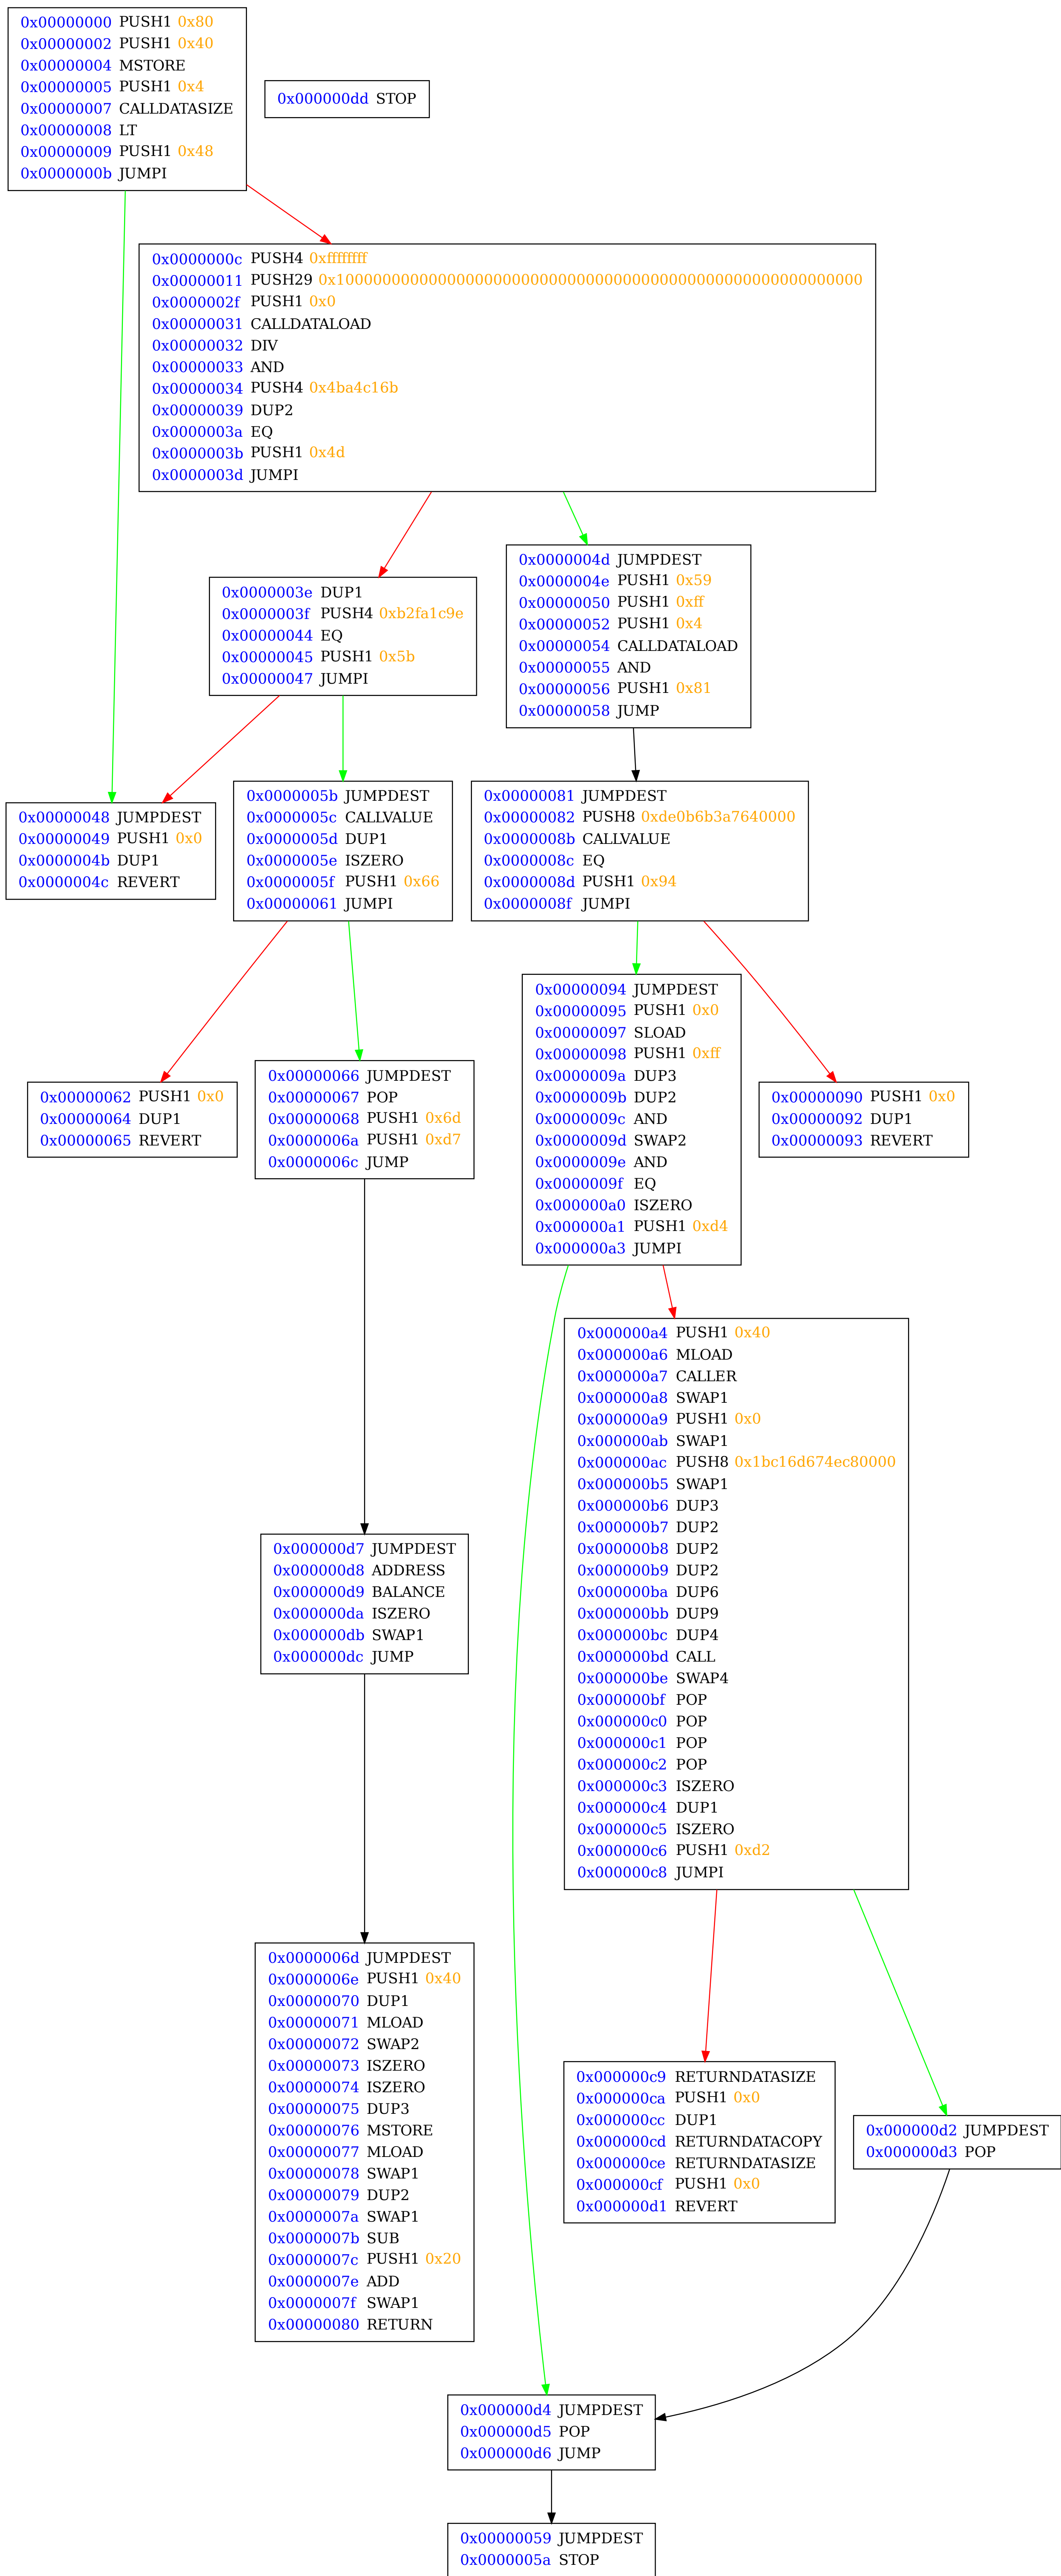 0x00000000 PUSH1 0x80
0x00000002 PUSH1 0x40
0x00000004 MSTORE
0x00000005 PUSH1 0x4
0x00000007 CALLDATASIZE
0x00000008 LT
0x00000009 PUSH1 0x48
0x0000000b JUMPI
0x000000dd STOP
0x0000000c PUSH4 0xffffffff
0x00000011 PUSH29 0x100000000000000000000000000000000000000000000000000000000
0x0000002f PUSH1 0x0
0x00000031 CALLDATALOAD
0x00000032 DIV
0x00000033 AND
0x00000034 PUSH4 0x4ba4c16b
0x00000039 DUP2
0x0000003a EQ
0x0000003b PUSH1 0x4d
0x0000003d JUMPI
0x0000003e DUP1
0x0000003f PUSH4 0xb2fa1c9e
0x00000044 EQ
0x00000045 PUSH1 0x5b
0x00000047 JUMPI
0x0000004d JUMPDEST
0x0000004e PUSH1 0x59
0x00000050 PUSH1 0xff
0x00000052 PUSH1 0x4
0x00000054 CALLDATALOAD
0x00000055 AND
0x00000056 PUSH1 0x81
0x00000058 JUMP
0x00000048 JUMPDEST
0x00000049 PUSH1 0x0
0x0000004b DUP1
0x0000004c REVERT
0x0000005b JUMPDEST
0x0000005c CALLVALUE
0x0000005d DUP1
0x0000005e ISZERO
0x0000005f PUSH1 0x66
0x00000061 JUMPI
0x00000081 JUMPDEST
0x00000082 PUSH8 0xde0b6b3a7640000
0x0000008b CALLVALUE
0x0000008c EQ
0x0000008d PUSH1 0x94
0x0000008f JUMPI
0x00000062 PUSH1 0x0
0x00000064 DUP1
0x00000065 REVERT
0x00000066 JUMPDEST
0x00000067 POP
0x00000068 PUSH1 0x6d
0x0000006a PUSH1 0xd7
0x0000006c JUMP
0x00000094 JUMPDEST
0x00000095 PUSH1 0x0
0x00000097 SLOAD
0x00000098 PUSH1 0xff
0x0000009a DUP3
0x0000009b DUP2
0x0000009c AND
0x0000009d SWAP2
0x0000009e AND
0x0000009f EQ
0x000000a0 ISZERO
0x000000a1 PUSH1 0xd4
0x000000a3 JUMPI
0x00000090 PUSH1 0x0
0x00000092 DUP1
0x00000093 REVERT
0x000000a4 PUSH1 0x40
0x000000a6 MLOAD
0x000000a7 CALLER
0x000000a8 SWAP1
0x000000a9 PUSH1 0x0
0x000000ab SWAP1
0x000000ac PUSH8 0x1bc16d674ec80000
0x000000b5 SWAP1
0x000000b6 DUP3
0x000000b7 DUP2
0x000000b8 DUP2
0x000000b9 DUP2
0x000000ba DUP6
0x000000bb DUP9
0x000000bc DUP4
0x000000bd CALL
0x000000be SWAP4
0x000000bf POP
0x000000c0 POP
0x000000c1 POP
0x000000c2 POP
0x000000c3 ISZERO
0x000000c4 DUP1
0x000000c5 ISZERO
0x000000c6 PUSH1 0xd2
0x000000c8 JUMPI
0x000000d7 JUMPDEST
0x000000d8 ADDRESS
0x000000d9 BALANCE
0x000000da ISZERO
0x000000db SWAP1
0x000000dc JUMP
0x0000006d JUMPDEST
0x0000006e PUSH1 0x40
0x00000070 DUP1
0x00000071 MLOAD
0x00000072 SWAP2
0x00000073 ISZERO
0x00000074 ISZERO
0x00000075 DUP3
0x00000076 MSTORE
0x00000077 MLOAD
0x00000078 SWAP1
0x00000079 DUP2
0x0000007a SWAP1
0x0000007b SUB
0x0000007c PUSH1 0x20
0x0000007e ADD
0x0000007f SWAP1
0x00000080 RETURN
0x000000c9 RETURNDATASIZE
0x000000ca PUSH1 0x0
0x000000cc DUP1
0x000000cd RETURNDATACOPY
0x000000ce RETURNDATASIZE
0x000000cf PUSH1 0x0
0x000000d1 REVERT
0x000000d2 JUMPDEST
0x000000d3 POP
0x000000d4 JUMPDEST
0x000000d5 POP
0x000000d6 JUMP
0x00000059 JUMPDEST
0x0000005a STOP